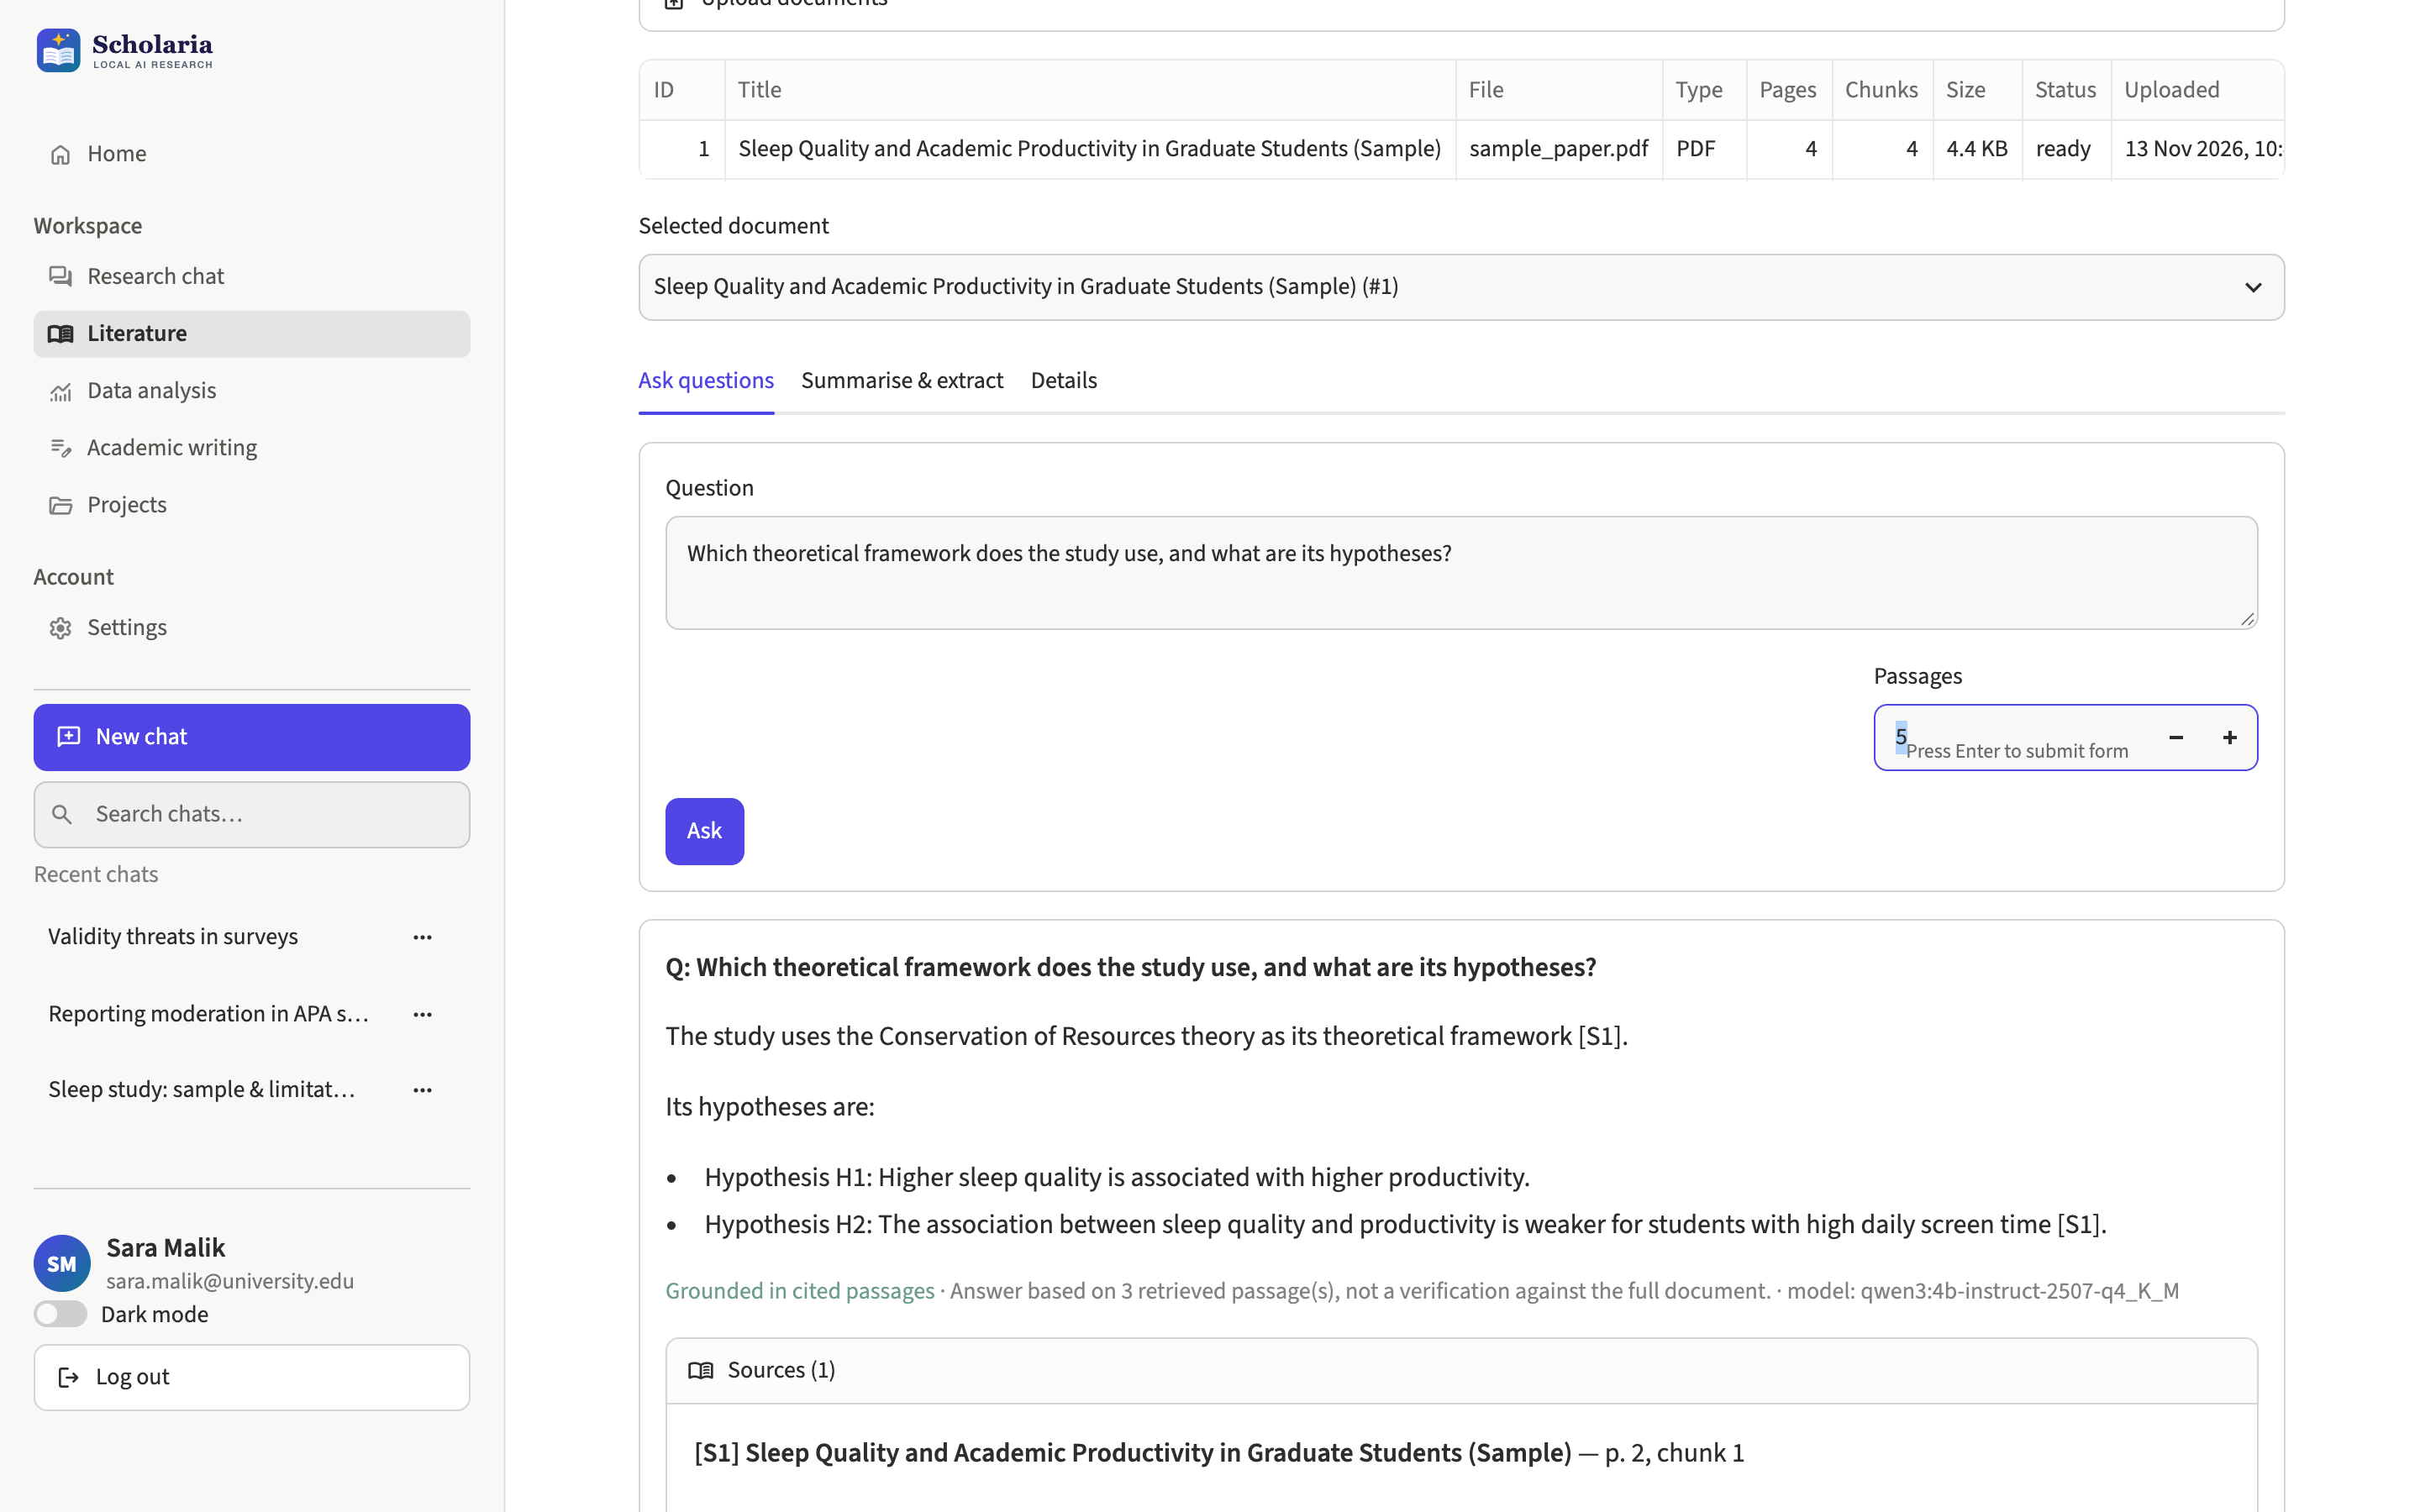 Scholaria
LOCAL AI RESEARCH
Home
Workspace
Research chat
Literature
Data analysis
Academic writing
Projects
Account
Settings
New chat
Search chats…
Recent chats
Validity threats in surveys
Reporting moderation in APA s…
Sleep study: sample & limitat…
SM
Sara Malik
sara.malik@university.edu
Dark mode
Log out
Upload documents
ID Title File Type Pages Chunks Size Status Uploaded
1 Sleep Quality and Academic Productivity in Graduate Students (Sample) sample_paper.pdf PDF 4 4 4.4 KB ready 13 Nov 2026, 10:
Selected document
Sleep Quality and Academic Productivity in Graduate Students (Sample) (#1)
Ask questions Summarise & extract Details
Question
Which theoretical framework does the study use, and what are its hypotheses?
Passages
5
Press Enter to submit form
Ask
Q: Which theoretical framework does the study use, and what are its hypotheses?
The study uses the Conservation of Resources theory as its theoretical framework [S1].
Its hypotheses are:
• Hypothesis H1: Higher sleep quality is associated with higher productivity.
• Hypothesis H2: The association between sleep quality and productivity is weaker for students with high daily screen time [S1].
Grounded in cited passages · Answer based on 3 retrieved passage(s), not a verification against the full document. · model: qwen3:4b-instruct-2507-q4_K_M
Sources (1)
[S1] Sleep Quality and Academic Productivity in Graduate Students (Sample) — p. 2, chunk 1